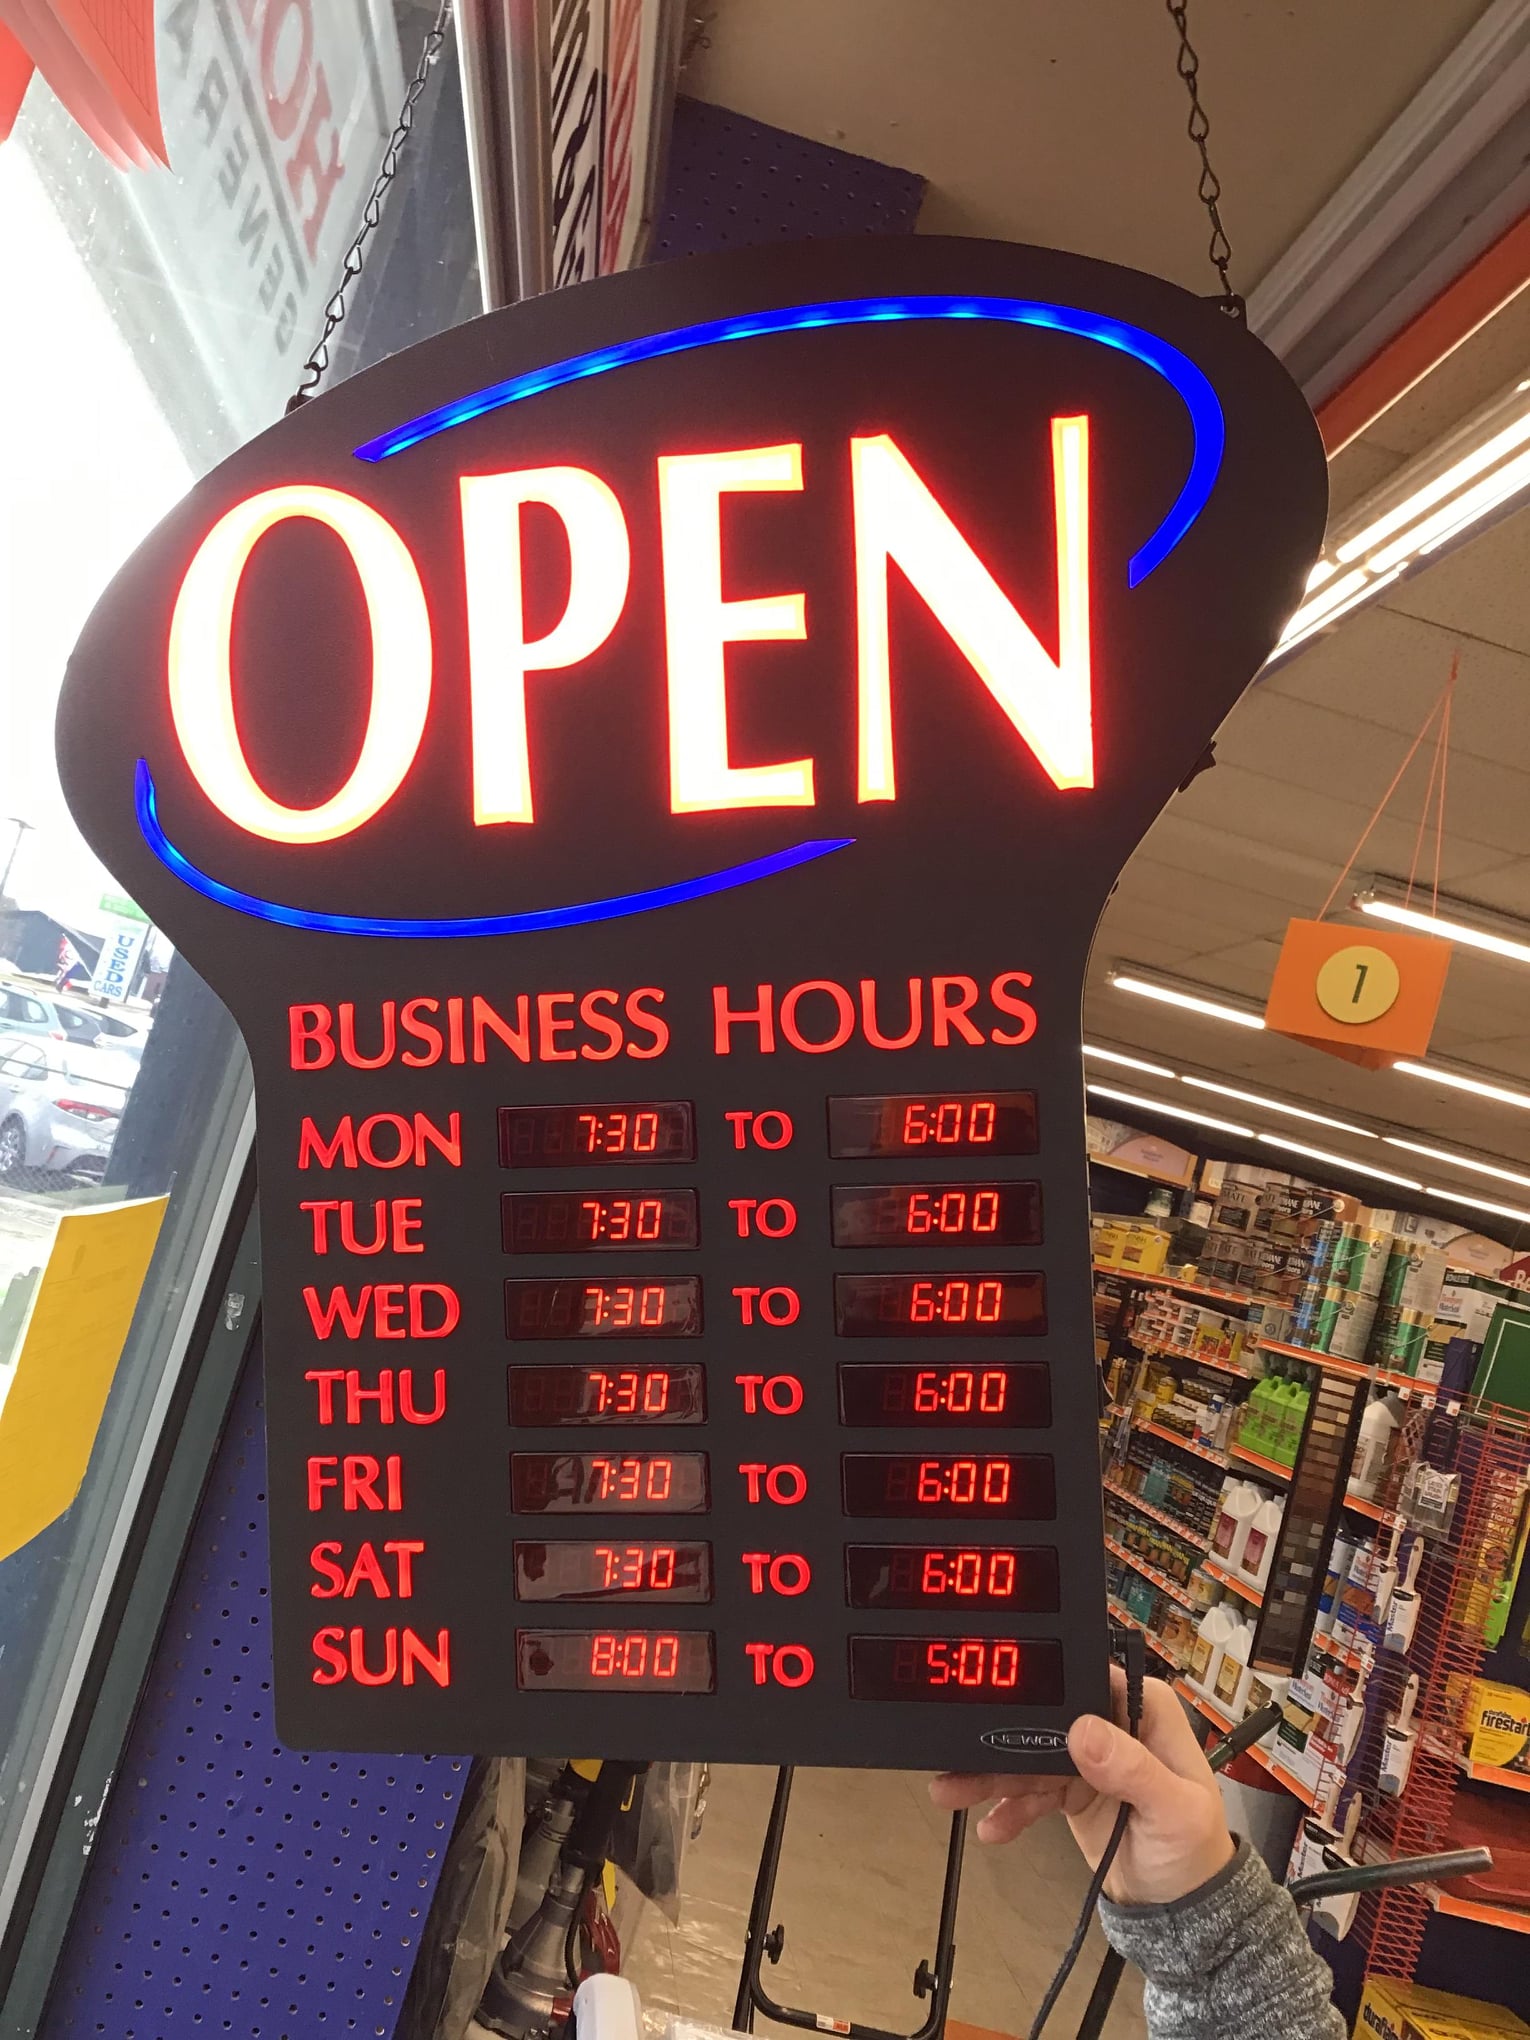 OPEN
BUSINESS HOURS
MON 7:30 TO 6:00
TUE 7:30 TO 6:00
WED 7:30 TO 6:00
THU 7:30 TO 6:00
FRI 7:30 TO 6:00
SAT 7:30 TO 6:00
SUN 8:00 TO 5:00
NEWON
USED
CARS
1